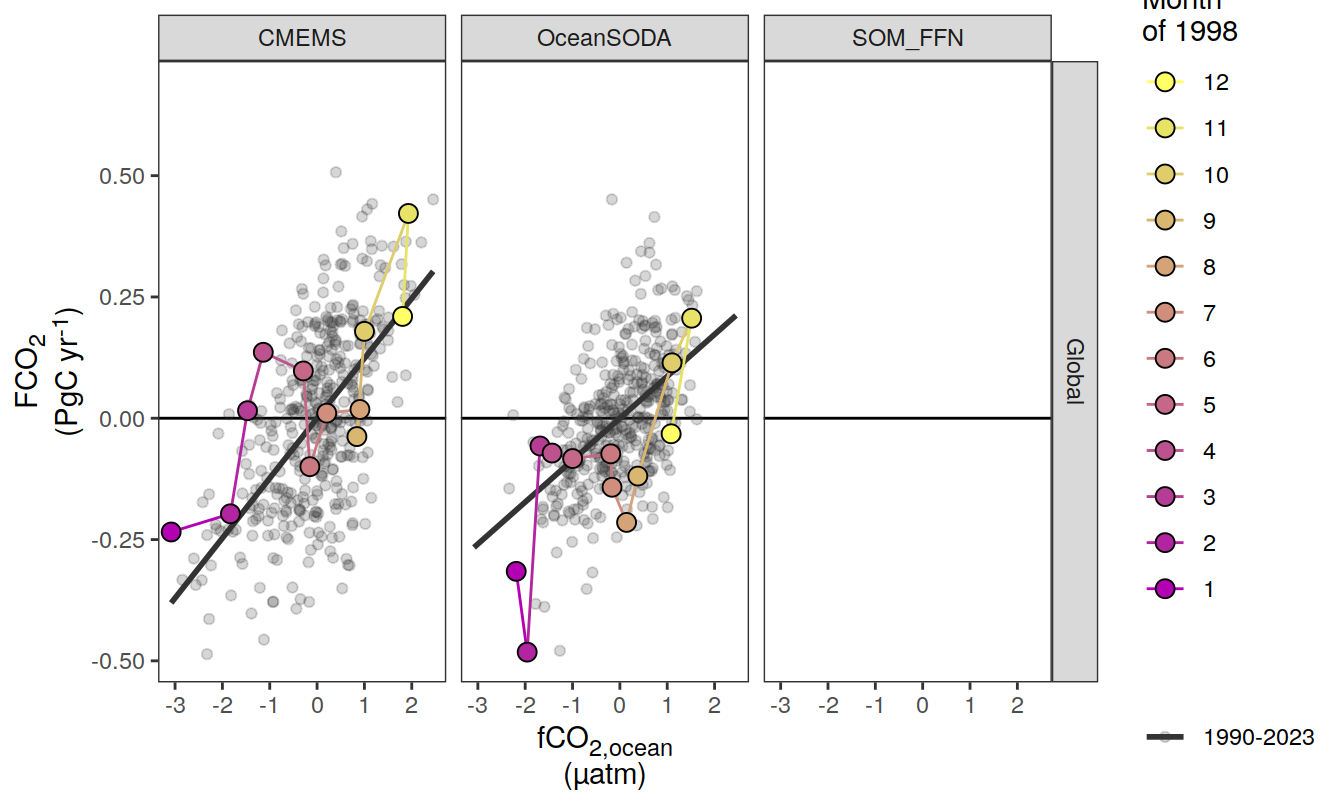 Month
of 1998
CMEMS OceanSODA SOM_FFN
12
11
10
9
8
7
6
5
4
3
2
1
1990-2023
Global
FCO2
(PgC yr-1)
0.50
0.25
0.00
-0.25
-0.50
-3 -2 -1 0 1 2 -3 -2 -1 0 1 2 -3 -2 -1 0 1 2
fCO2,ocean
(µatm)